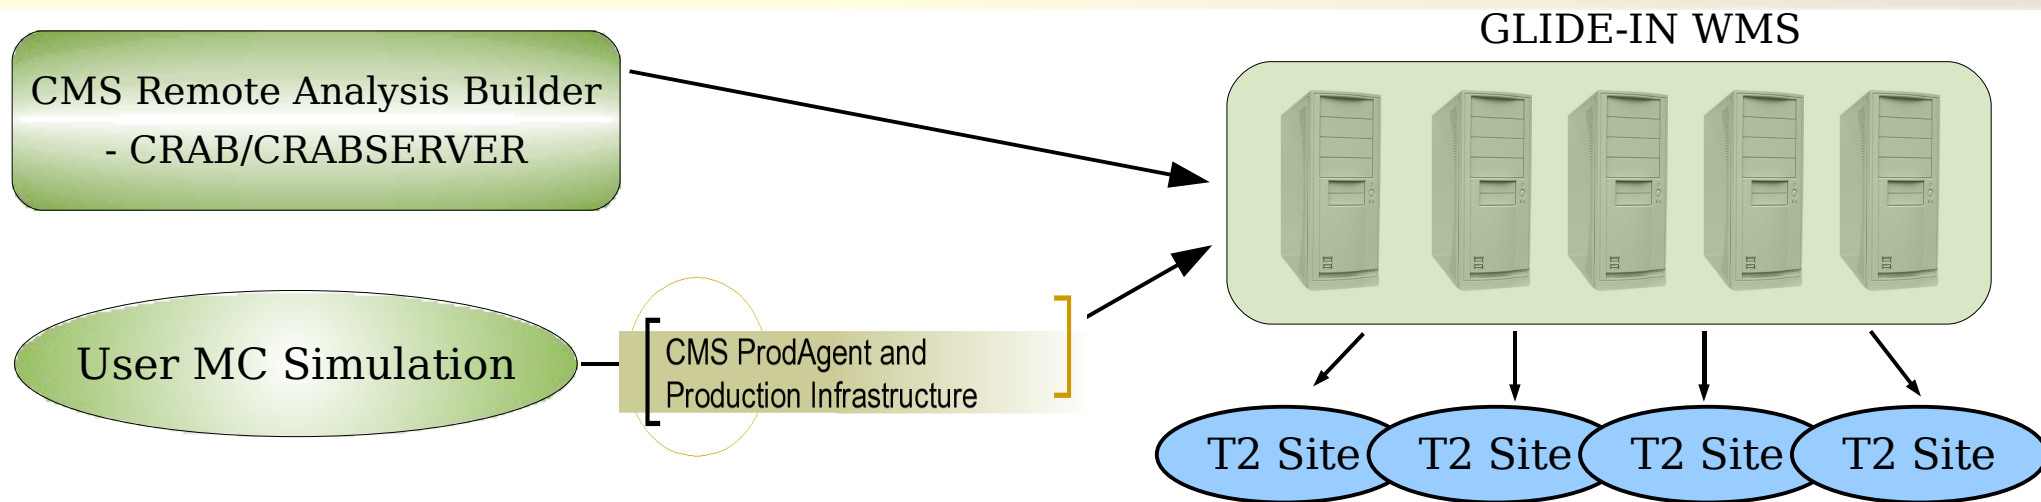 GLIDE-IN WMS
CMS Remote Analysis Builder
- CRAB/CRABSERVER
User MC Simulation
CMS ProdAgent and
Production Infrastructure
T2 Site T2 Site T2 Site T2 Site